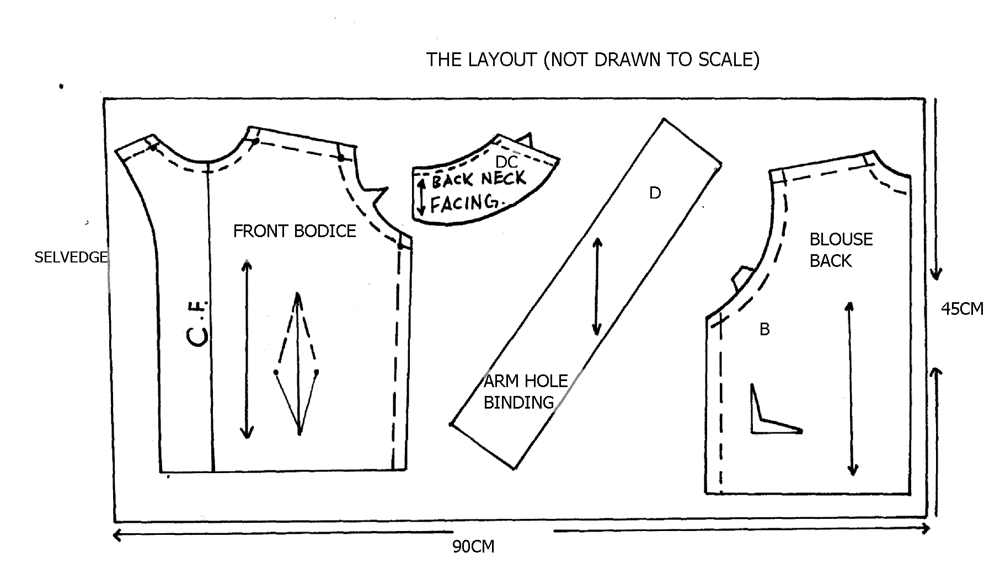 THE LAYOUT (NOT DRAWN TO SCALE)
DC
BACK NECK
FACING.
D
FRONT BODICE
BLOUSE
BACK
SELVEDGE
C.F.
45CM
B
ARM HOLE
BINDING
90CM